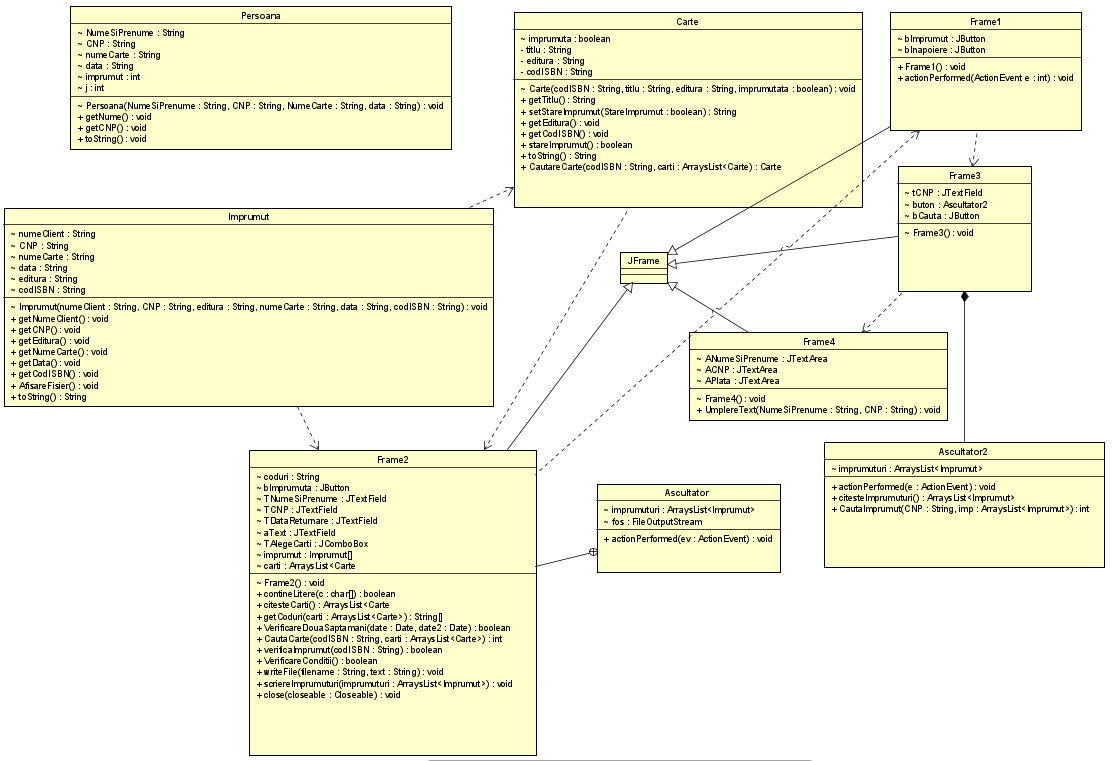 Persoana
~ NumeSiPrenume : String
~ CNP : String
~ numeCarte : String
~ data : String
~ imprumut : int
~ j : int
~ Persoana(NumeSiPrenume : String, CNP : String, NumeCarte : String, data : String) : void
+ getNume() : void
+ getCNP() : void
+ toString() : void
Carte
~ imprumuta : boolean
- titlu : String
- editura : String
- codISBN : String
~ Carte(codISBN : String, titlu : String, editura : String, imprumutata : boolean) : void
+ getTitlu() : String
+ setStareImprumut(StareImprumut : boolean) : String
+ getEditura() : void
+ getCodISBN() : void
+ stareImprumut() : boolean
+ toString() : String
+ CautareCarte(codISBN : String, carti : ArraysList<Carte) : Carte
Frame1
~ bImprumut : JButton
~ bInapoiere : JButton
+ Frame1() : void
+ actionPerformed(ActionEvent e : int) : void
Frame3
~ tCNP : JTextField
~ buton : Ascultator2
~ bCauta : JButton
~ Frame3() : void
Imprumut
~ numeClient : String
~ CNP : String
~ numeCarte : String
~ data : String
~ editura : String
~ codISBN : String
~ Imprumut(numeClient : String, CNP : String, editura : String, numeCarte : String, data : String, codISBN : String) : void
+ getNumeClient() : void
+ getCNP() : void
+ getEditura() : void
+ getNumeCarte() : void
+ getData() : void
+ getCodISBN() : void
+ AfisareFisier() : void
+ toString() : String
JFrame
Frame4
~ ANumeSiPrenume : JTextArea
~ ACNP : JTextArea
~ APlata : JTextArea
~ Frame4() : void
+ UmplereText(NumeSiPrenume : String, CNP : String) : void
Frame2
~ coduri : String
~ bImprumuta : JButton
~ TNumeSiPrenume : JTextField
~ TCNP : JTextField
~ TDataReturnare : JTextField
~ aText : JTextField
~ TAlegeCarti : JComboBox
~ imprumut : Imprumut[]
~ carti : ArraysList<Carte
~ Frame2() : void
+ contineLitere(c : char[]) : boolean
+ citesteCarti() : ArraysList<Carte
+ getCoduri(carti : ArraysList<Carte>) : String[]
+ VerificareDouaSaptamani(date : Date, date2 : Date) : boolean
+ CautaCarte(codISBN : String, carti : ArraysList<Carte>) : int
+ verificaImprumut(codISBN : String) : boolean
+ VerificareConditii() : boolean
+ writeFile(filename : String, text : String) : void
+ scriereImprumuturi(imprumuturi : ArraysList<Imprumut>) : void
+ close(closeable : Closeable) : void
Ascultator
~ imprumuturi : ArraysList<Imprumut>
~ fos : FileOutputStream
+ actionPerformed(ev : ActionEvent) : void
Ascultator2
~ imprumuturi : ArraysList<Imprumut>
+ actionPerformed(e : ActionEvent) : void
+ citesteImprumuturi() : ArraysList<Imprumut>
+ CautaImprumut(CNP : String, imp : ArraysList<Imprumut>) : int